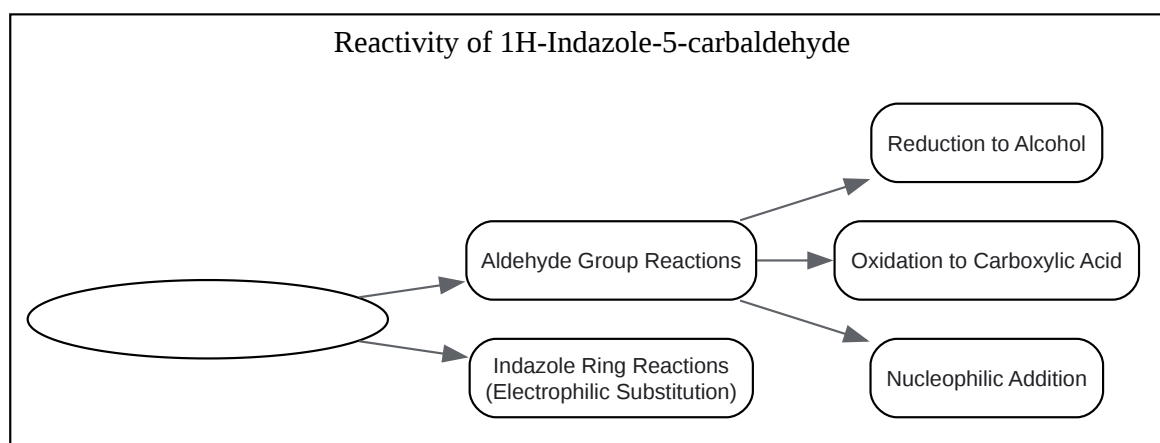 Reactivity of 1H-Indazole-5-carbaldehyde
Reduction to Alcohol
Aldehyde Group Reactions
Oxidation to Carboxylic Acid
Indazole Ring Reactions
(Electrophilic Substitution)
Nucleophilic Addition